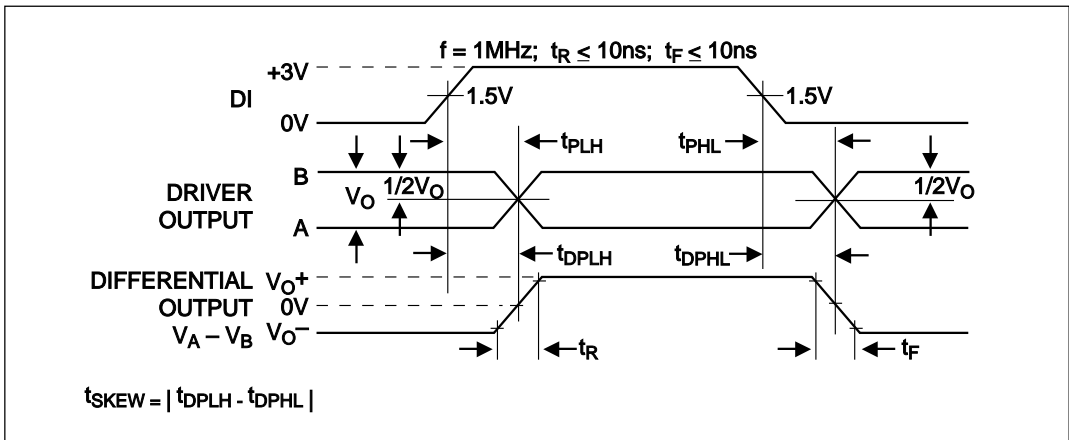 f = 1MHz; tR ≤ 10ns; tF ≤ 10ns
+3V
DI
1.5V
1.5V
0V
tPLH
tPHL
B
DRIVER
OUTPUT
VO
1/2VO
1/2VO
A
tDPLH
tDPHL
DIFFERENTIAL
OUTPUT
VA – VB
VO+
0V
VO–
tR
tF
tSKEW = | tDPLH - tDPHL |